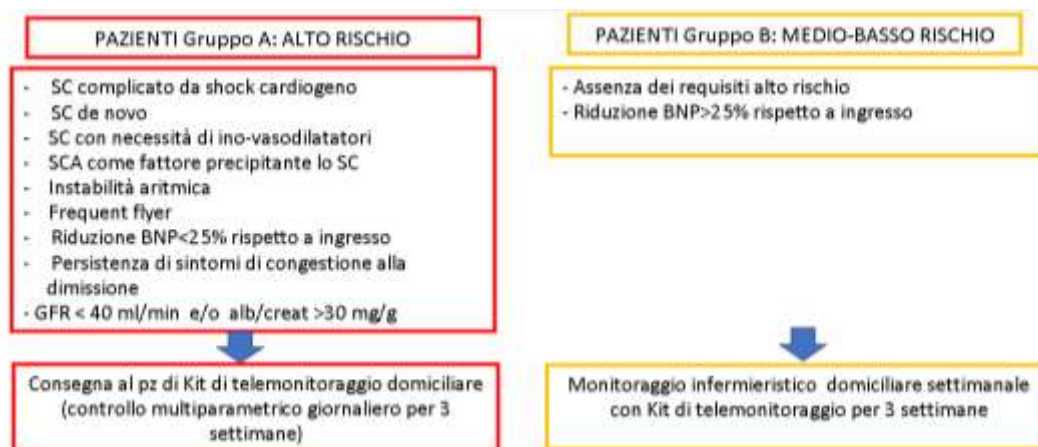 PAZIENTI Gruppo A: ALTO RISCHIO
- SC complicato da shock cardiogeno
- SC de novo
- SC con necessità di ino-vasodilatatori
- SCA come fattore precipitante lo SC
- Instabilità aritmica
- Frequent flyer
- Riduzione BNP<25% rispetto a ingresso
- Persistenza di sintomi di congestione alla
dimissione
- GFR < 40 ml/min e/o alb/creat >30 mg/g
Consegna al pz di Kit di telemonitoraggio domiciliare
(controllo multiparametrico giornaliero per 3
settimane)
PAZIENTI Gruppo B: MEDIO-BASSO RISCHIO
- Assenza dei requisiti alto rischio
- Riduzione BNP>25% rispetto a ingresso
Monitoraggio infermieristico domiciliare settimanale
con Kit di telemonitoraggio per 3 settimane